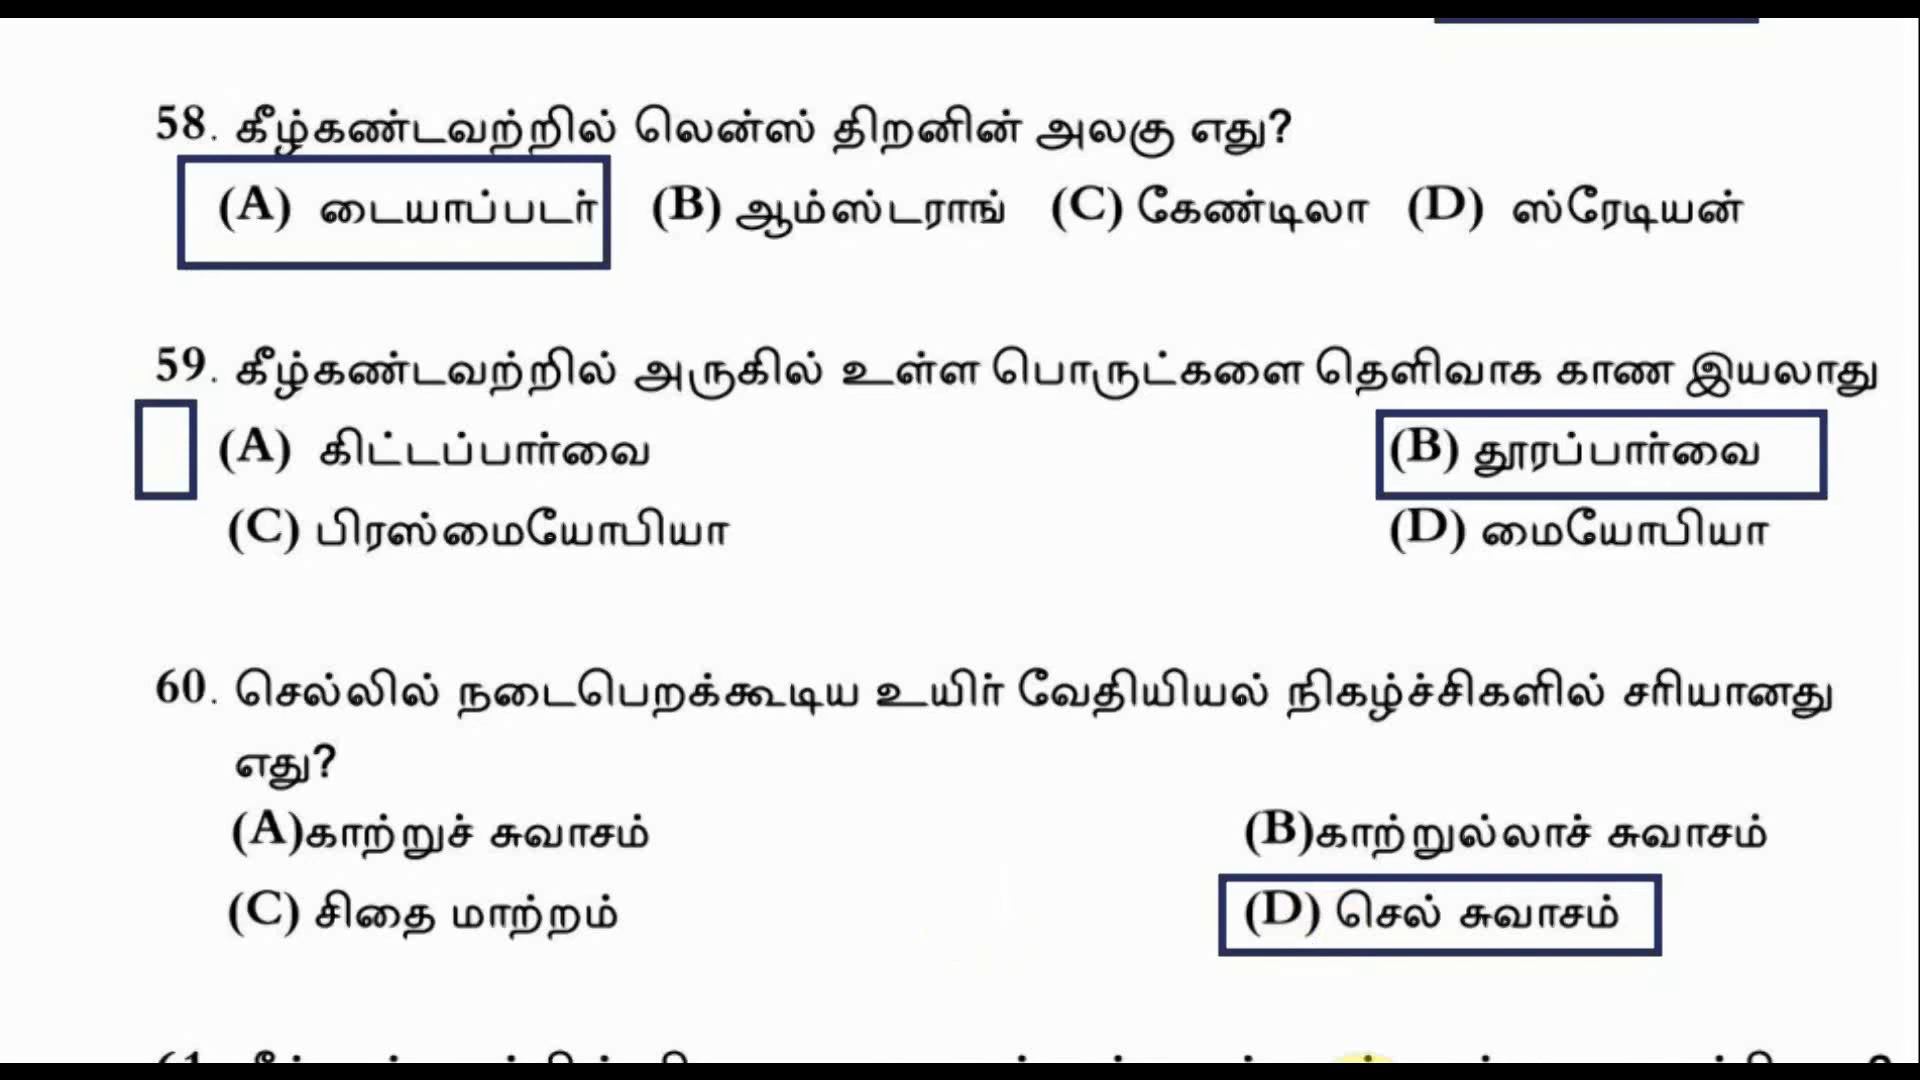 58. கீழ்கண்டவற்றில் லென்ஸ் திறனின் அலகு எது?
(A) டையாப்படர் (B) ஆம்ஸ்டராங் (C) கேண்டிலா (D) ஸ்ரேடியன்
59. கீழ்கண்டவற்றில் அருகில் உள்ள பொருட்களை தெளிவாக காண இயலாது
(A) கிட்டப்பார்வை (B) தூரப்பார்வை
(C) பிரஸ்மையோபியா (D) மையோபியா
60. செல்லில் நடைபெறக்கூடிய உயிர் வேதியியல் நிகழ்ச்சிகளில் சரியானது
எது?
(A)காற்றுச் சுவாசம் (B)காற்றுல்லாச் சுவாசம்
(C) சிதை மாற்றம் (D) செல் சுவாசம்